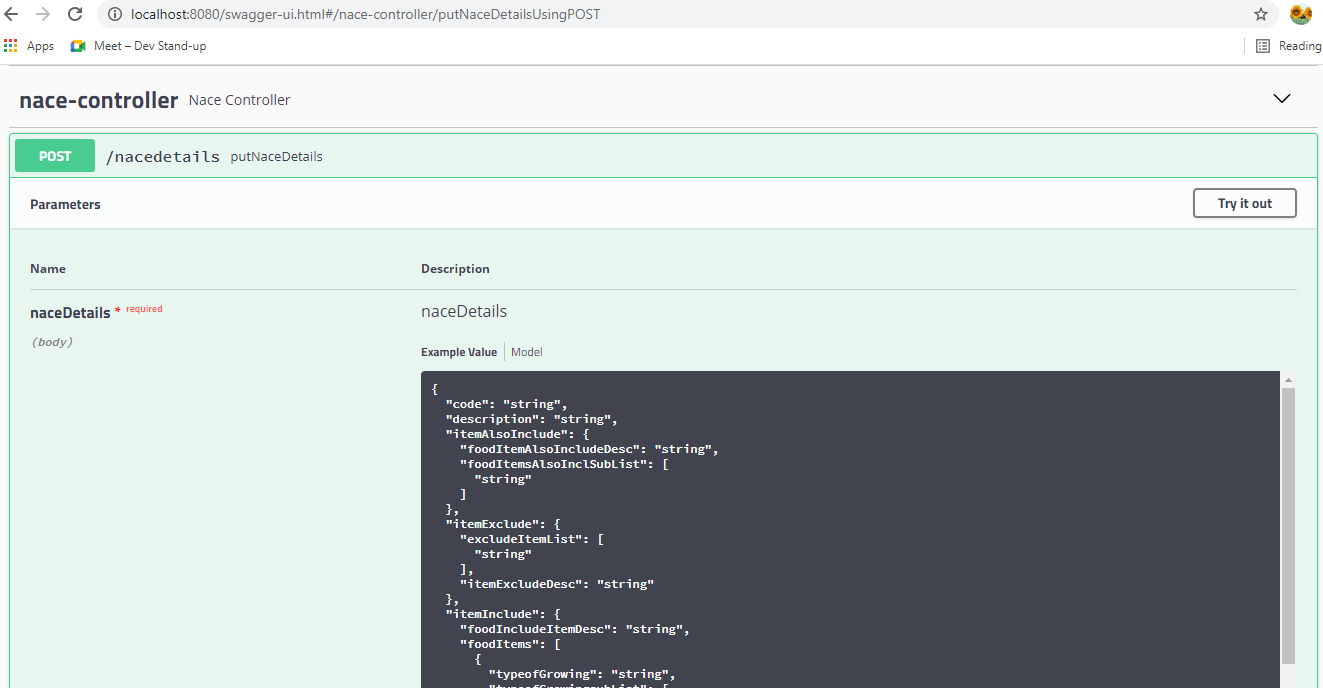 localhost:8080/swagger-ui.html#/nace-controller/putNaceDetailsUsingPOST
Apps Meet – Dev Stand-up Reading
nace-controller Nace Controller
POST /nacedetails putNaceDetails
Parameters Try it out
Name Description
naceDetails * required naceDetails
(body)
Example Value Model
{
"code": "string",
"description": "string",
"itemAlsoInclude": {
"foodItemAlsoIncludeDesc": "string",
"foodItemsAlsoInclSubList": [
"string"
]
},
"itemExclude": {
"excludeItemList": [
"string"
],
"itemExcludeDesc": "string"
},
"itemInclude": {
"foodIncludeItemDesc": "string",
"foodItems": [
{
"typeofGrowing": "string",
"typeofGrowingsubList": [